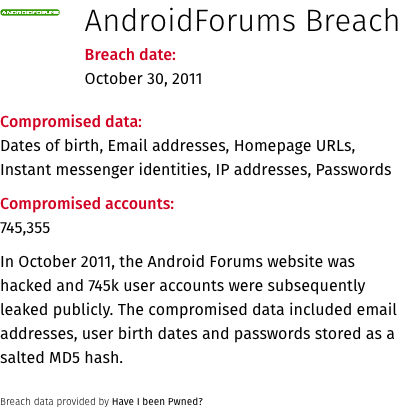 ANDROIDFORUMS
AndroidForums Breach
Breach date:
October 30, 2011
Compromised data:
Dates of birth, Email addresses, Homepage URLs,
Instant messenger identities, IP addresses, Passwords
Compromised accounts:
745,355
In October 2011, the Android Forums website was
hacked and 745k user accounts were subsequently
leaked publicly. The compromised data included email
addresses, user birth dates and passwords stored as a
salted MD5 hash.
Breach data provided by Have I been Pwned?